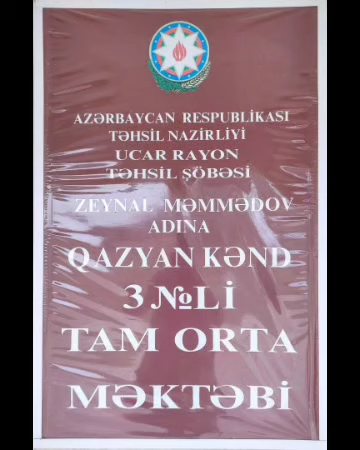 AZƏRBAYCAN RESPUBLİKASI
TƏHSİL NAZİRLİYİ
UCAR RAYON
TƏHSİL ŞÖBƏSİ
ZEYNAL MƏMMƏDOV
ADINA
QAZYAN KƏND
3 №Lİ
TAM ORTA
MƏKTƏBİ